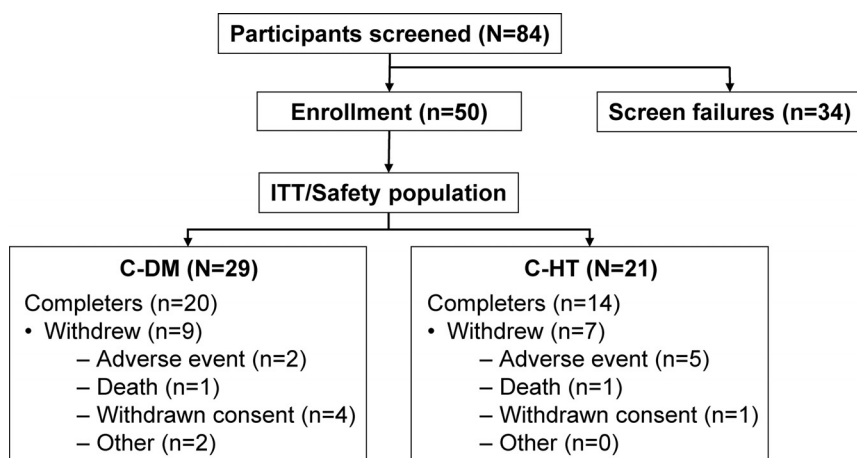 Participants screened (N=84)
Enrollment (n=50)
Screen failures (n=34)
ITT/Safety population
C-DM (N=29)
Completers (n=20)
• Withdrew (n=9)
– Adverse event (n=2)
– Death (n=1)
– Withdrawn consent (n=4)
– Other (n=2)
C-HT (N=21)
Completers (n=14)
• Withdrew (n=7)
– Adverse event (n=5)
– Death (n=1)
– Withdrawn consent (n=1)
– Other (n=0)